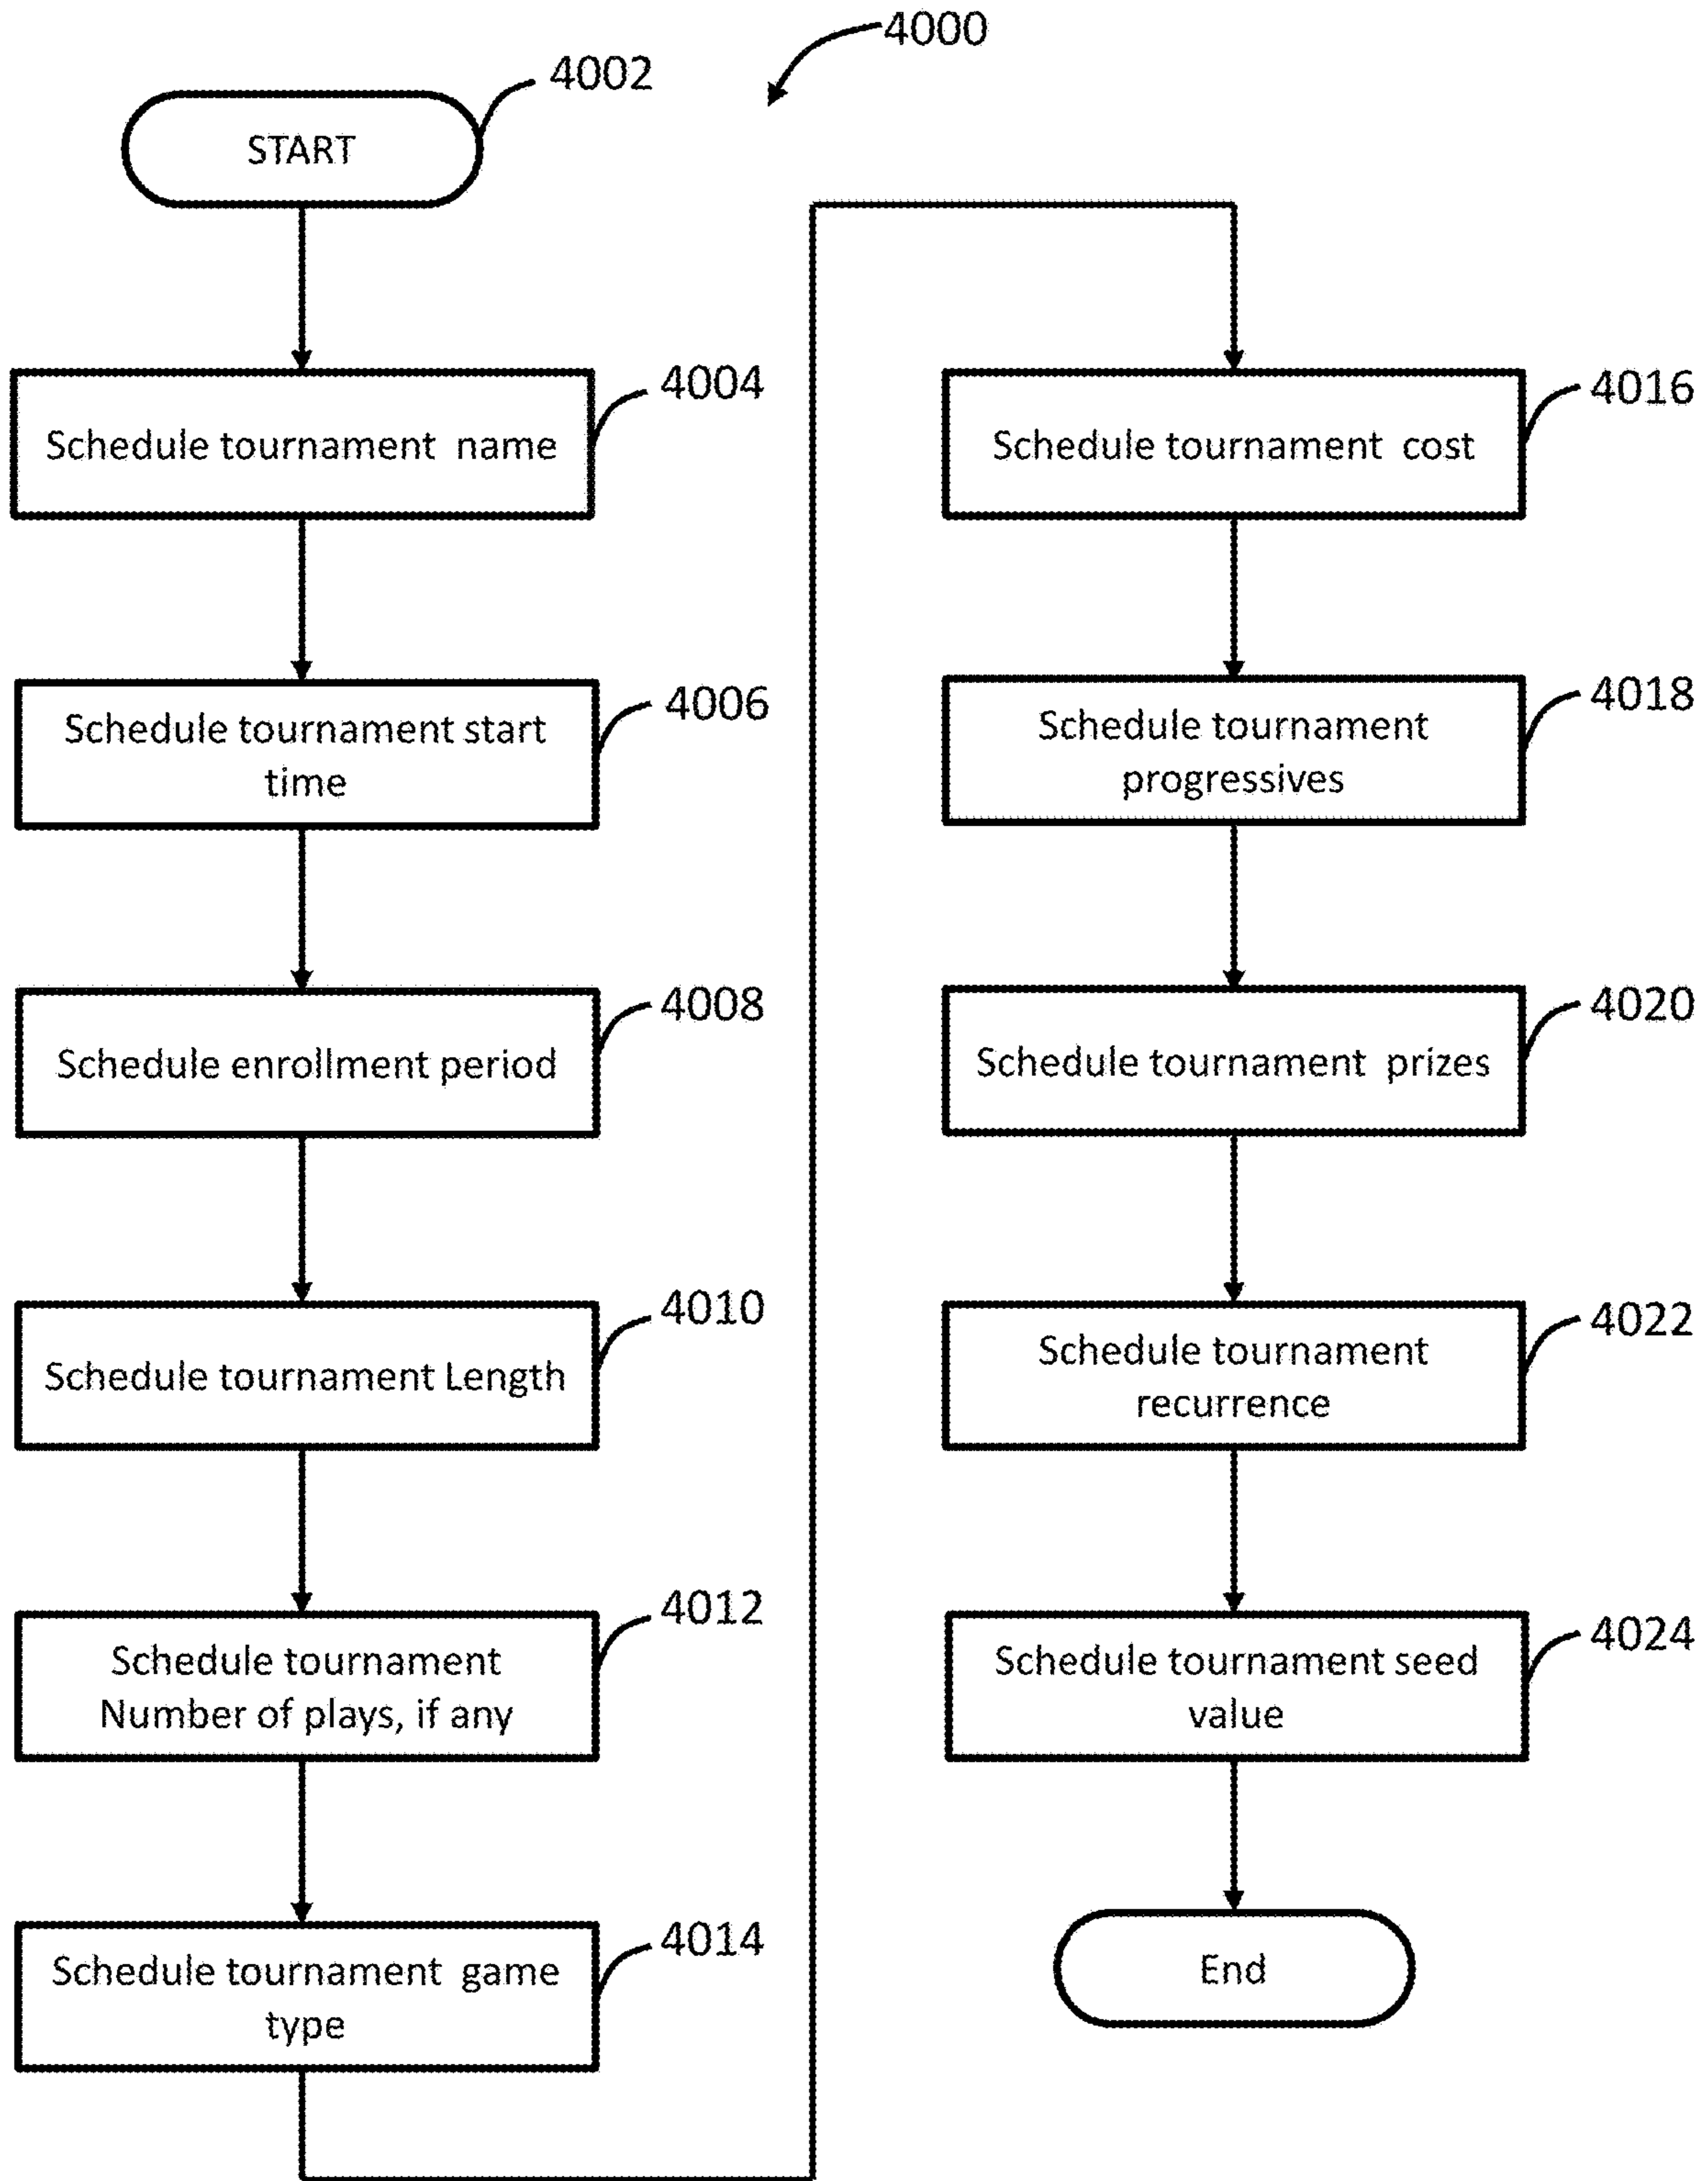 4000
4002
START
4004
Schedule tournament name
4006
Schedule tournament start
time
4008
Schedule enrollment period
4010
Schedule tournament Length
4012
Schedule tournament
Number of plays, if any
4014
Schedule tournament game
type
4016
Schedule tournament cost
4018
Schedule tournament
progressives
4020
Schedule tournament prizes
4022
Schedule tournament
recurrence
4024
Schedule tournament seed
value
End